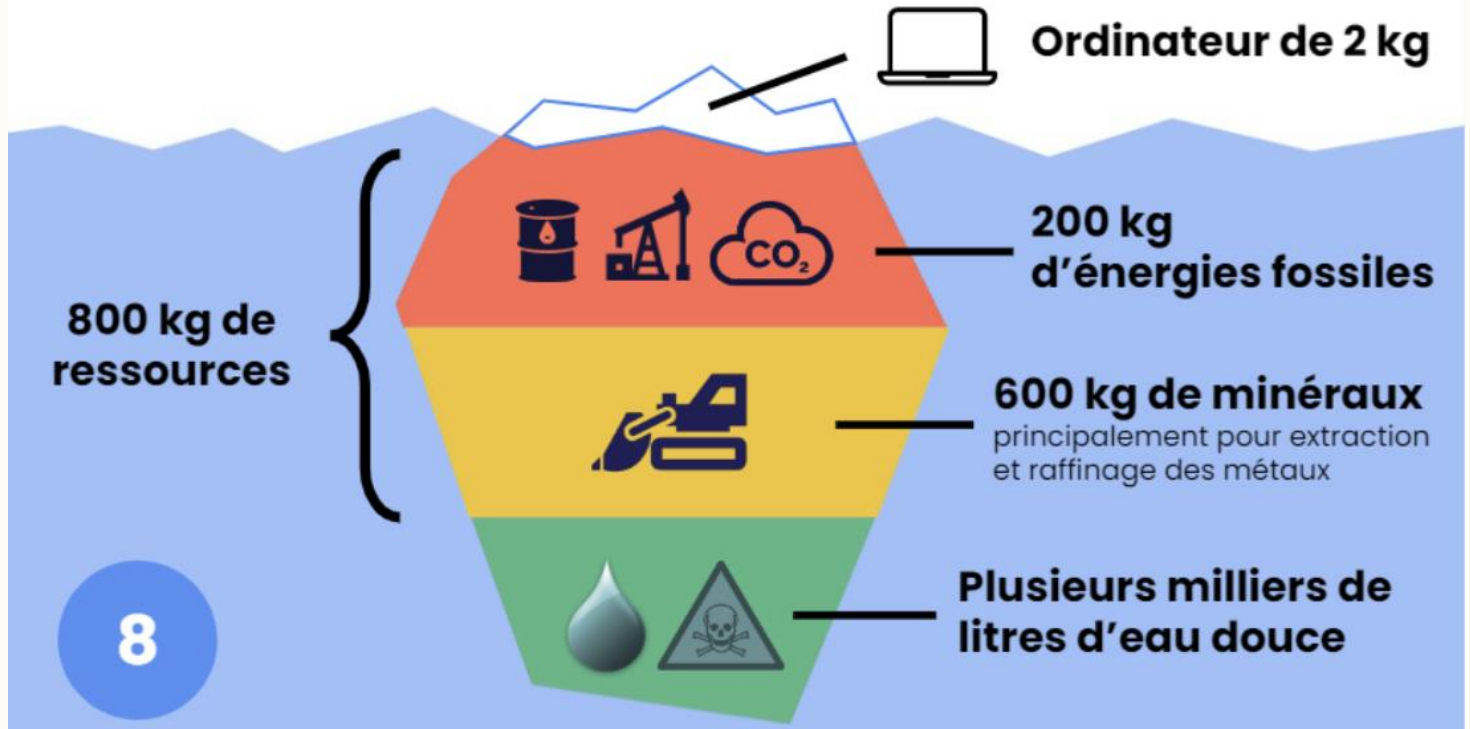 Ordinateur de 2 kg
CO₂
200 kg
d’énergies fossiles
800 kg de
ressources
600 kg de minéraux
principalement pour extraction
et raffinage des métaux
Plusieurs milliers de
litres d’eau douce
8